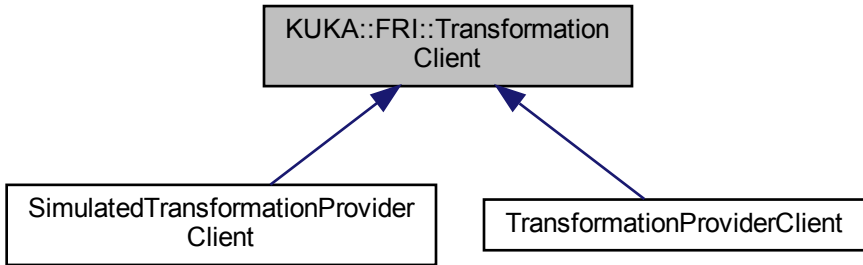 KUKA::FRI::Transformation
Client
SimulatedTransformationProvider
Client
TransformationProviderClient